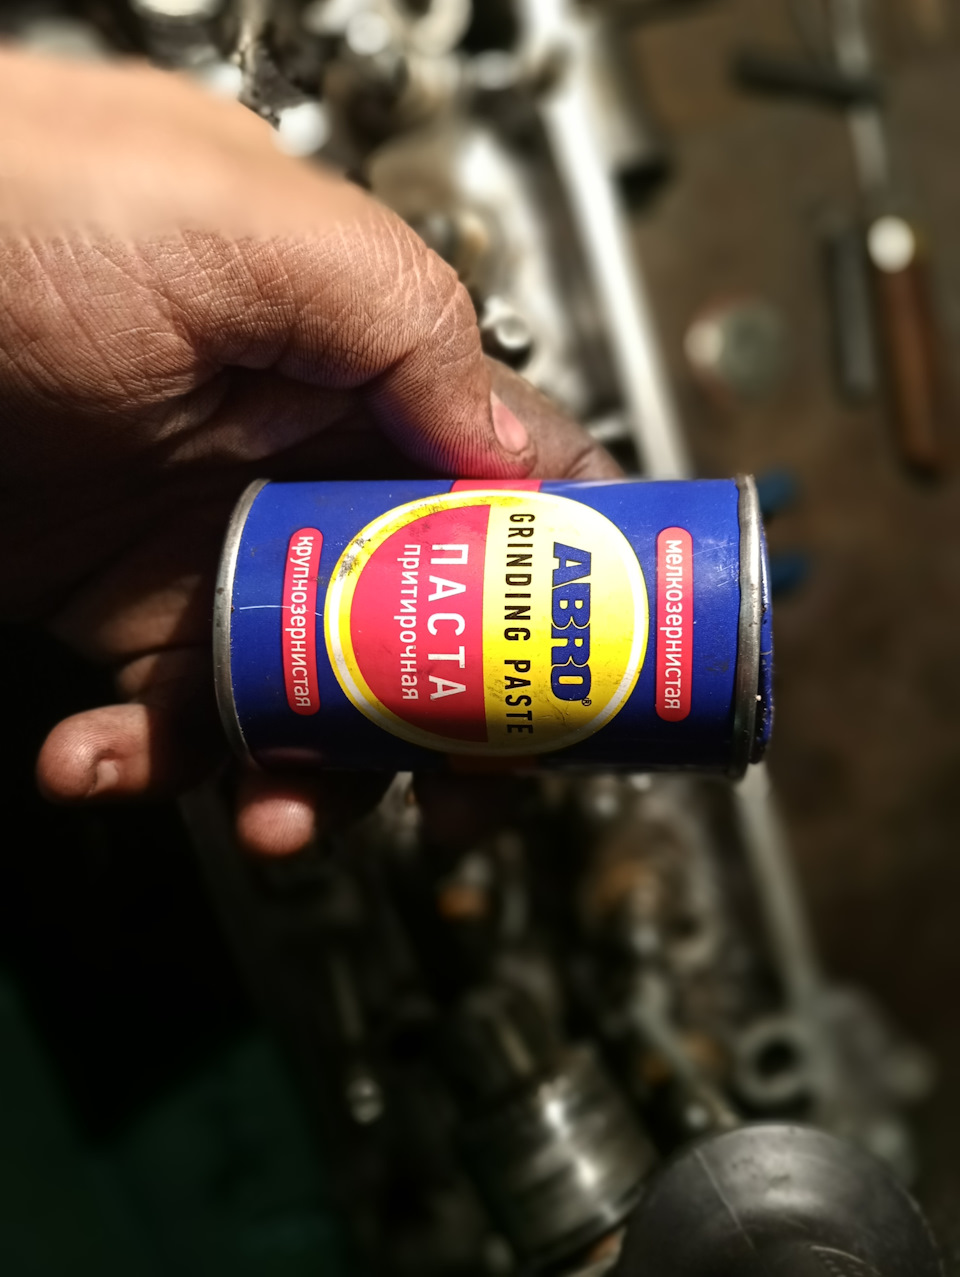 мелкозернистая
ABRO®
GRINDING PASTE
ПАСТА
притирочная
крупнозернистая